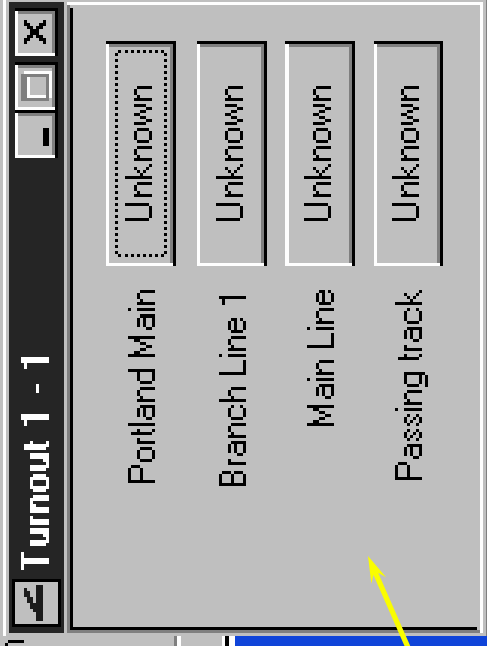 Turnout 1 - 1
Portland Main Unknown
Branch Line 1 Unknown
Main Line Unknown
Passing track Unknown